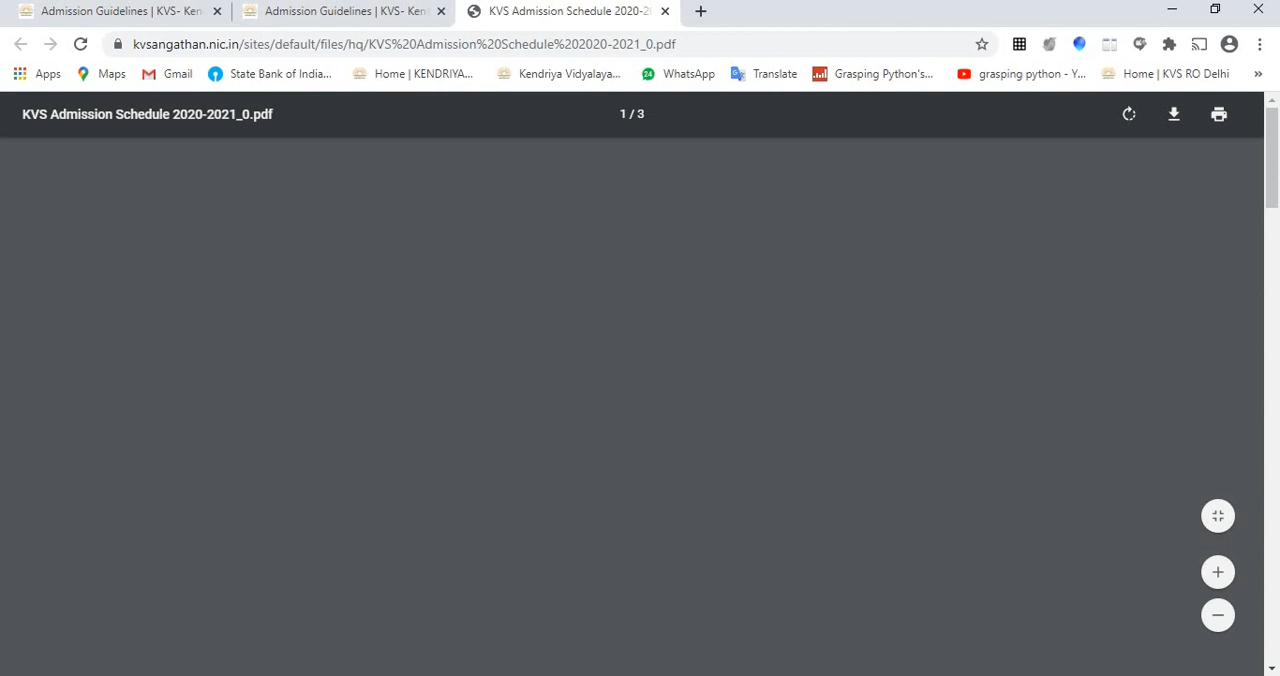 Admission Guidelines | KVS- Ken
Admission Guidelines | KVS- Ken
KVS Admission Schedule 2020-2
kvsangathan.nic.in/sites/default/files/hq/KVS%20Admission%20Schedule%202020-2021_0.pdf
Apps Maps Gmail State Bank of India... Home | KENDRIYA... Kendriya Vidyalaya... 24 WhatsApp Translate Grasping Python's... grasping python - Y... Home | KVS RO Delhi »
KVS Admission Schedule 2020-2021_0.pdf 1 / 3